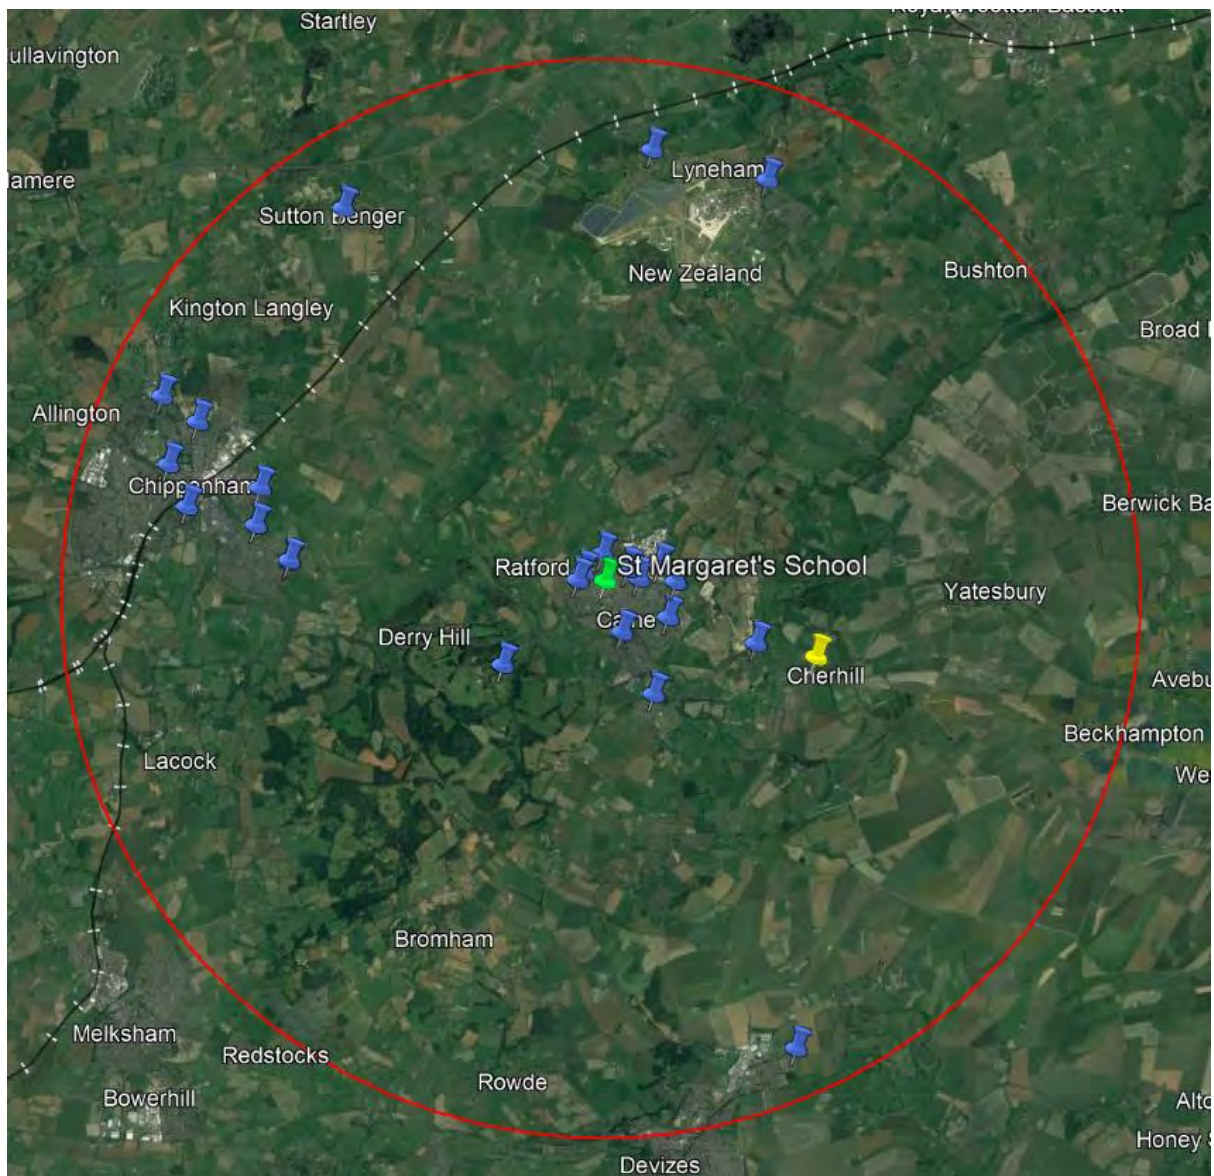 Startley
ullavington
Lyneham
lamere
Sutton Benger
New Zealand
Bushton
Kington Langley
Broad
Allington
Chippenham
Berwick Ba
Ratford
St Margaret's School
Yatesbury
Calne
Derry Hill
Cherhill
Avebu
Beckhampton
Lacock
We
Bromham
Melksham
Redstocks
Rowde
Bowerhill
Alto
Honey S
Devizes